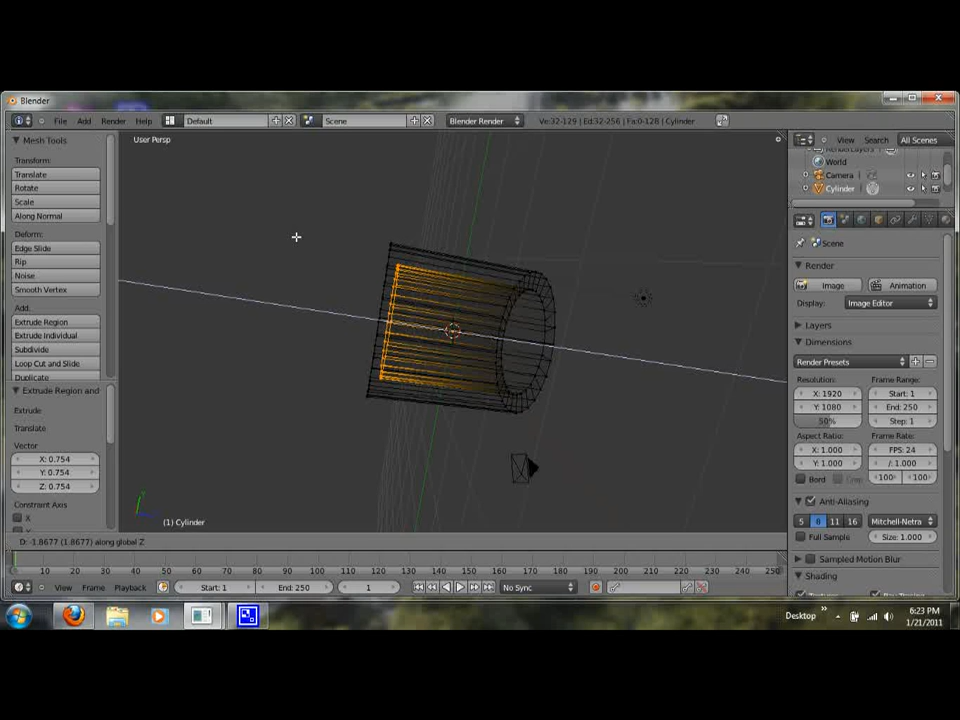 Blender
File Add Render Help Default Scene Blender Render Ve:32-129 | Ed:32-256 | Fa:0-128 | Cylinder
Mesh Tools
Transform:
Translate
Rotate
Scale
Along Normal
Deform:
Edge Slide
Rip
Noise
Smooth Vertex
Add:
Extrude Region
Extrude Individual
Subdivide
Loop Cut and Slide
Duplicate
Extrude Region and
Extrude
Translate
Vector
X: 0.754
Y: 0.754
Z: 0.754
Constraint Axis
X
User Persp
(1) Cylinder
View Search All Scenes
RenderLayers
World
Camera
Cylinder
Scene
Render
Image Animation
Display: Image Editor
Layers
Dimensions
Render Presets
Resolution: Frame Range:
X: 1920 Start: 1
Y: 1080 End: 250
50% Step: 1
Aspect Ratio: Frame Rate:
X: 1.000 FPS: 24
Y: 1.000 /: 1.000
Bord Crop 100 100
Anti-Aliasing
5 8 11 16 Mitchell-Netra
Full Sample Size: 1.000
Sampled Motion Blur
Shading
D: -1.8677 (1.8677) along global Z
0 10 20 30 40 50 60 70 80 90 100 110 120 130 140 150 160 170 180 190 200 210 220 230 240 250
View Frame Playback Start: 1 End: 250 1 No Sync
Desktop
6:23 PM
1/21/2011